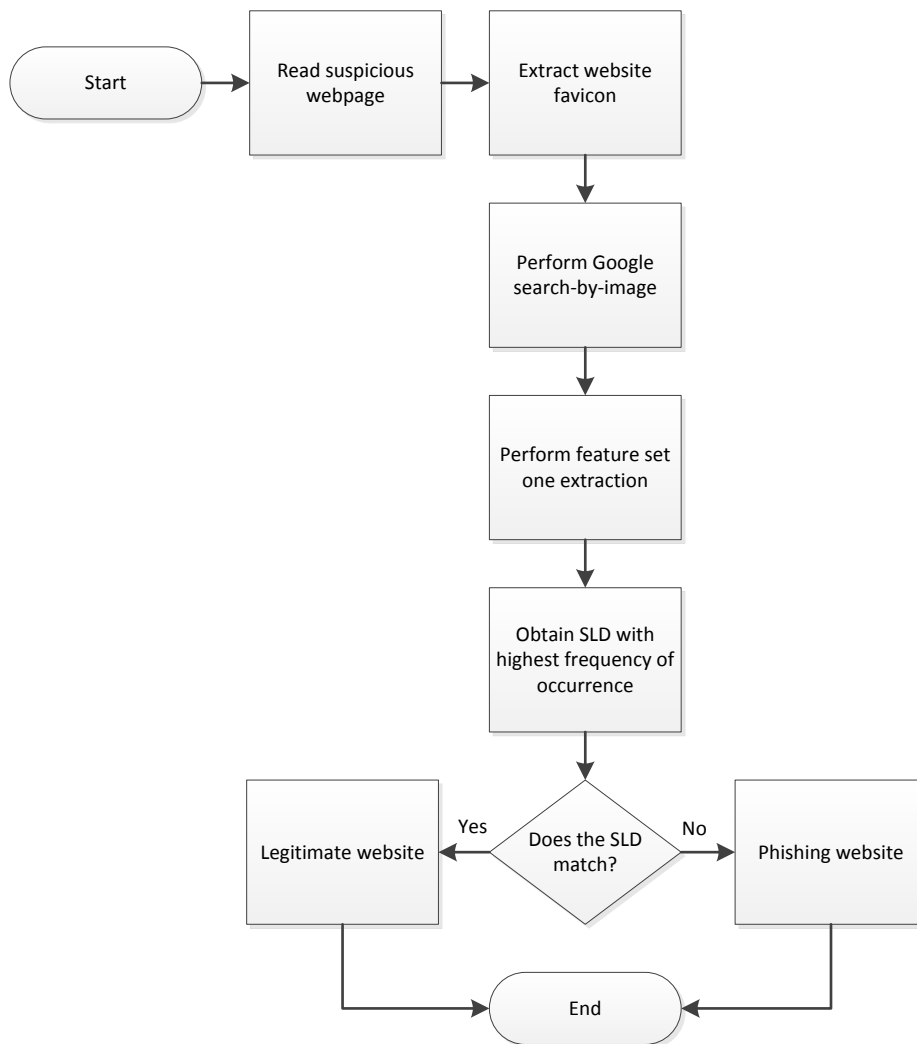 Start
Read suspicious
webpage
Extract website
favicon
Perform Google
search-by-image
Perform feature set
one extraction
Obtain SLD with
highest frequency of
occurrence
Does the SLD
match?
Yes
No
Legitimate website
Phishing website
End